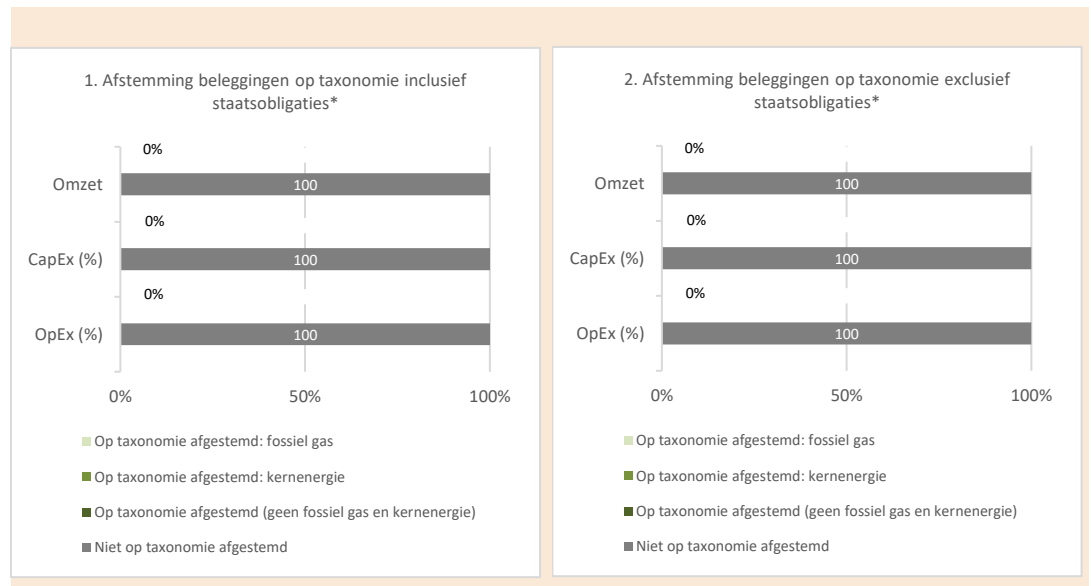 1. Afstemming beleggingen op taxonomie inclusief
staatsobligaties*
0%
Omzet
100
0%
CapEx (%)
100
0%
OpEx (%)
100
0%
50%
100%
Op taxonomie afgestemd: fossiel gas
Op taxonomie afgestemd: kernenergie
Op taxonomie afgestemd (geen fossiel gas en kernenergie)
Niet op taxonomie afgestemd
2. Afstemming beleggingen op taxonomie exclusief
staatsobligaties*
0%
Omzet
100
0%
CapEx (%)
100
0%
OpEx (%)
100
0%
50%
100%
Op taxonomie afgestemd: fossiel gas
Op taxonomie afgestemd: kernenergie
Op taxonomie afgestemd (geen fossiel gas en kernenergie)
Niet op taxonomie afgestemd